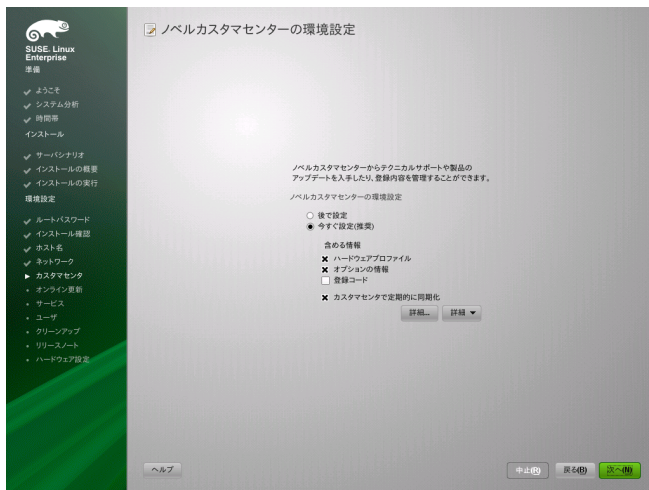 SUSE. Linux
Enterprise
準備
ようこそ
システム分析
時間帯
インストール
サーバシナリオ
インストールの概要
インストールの実行
環境設定
ルートパスワード
インストール確認
ホスト名
ネットワーク
カスタマセンタ
オンライン更新
サービス
ユーザ
クリーンアップ
リリースノート
ハードウェア設定
ノベルカスタマセンターの環境設定
ノベルカスタマセンターからテクニカルサポートや製品の
アップデートを入手したり、登録内容を管理することができます。
ノベルカスタマセンターの環境設定
後で設定
今すぐ設定(推奨)
含める情報
ハードウェアプロファイル
オプションの情報
登録コード
カスタマセンタで定期的に同期化
詳細... 詳細
ヘルプ 中止(R) 戻る(B) 次へ(N)